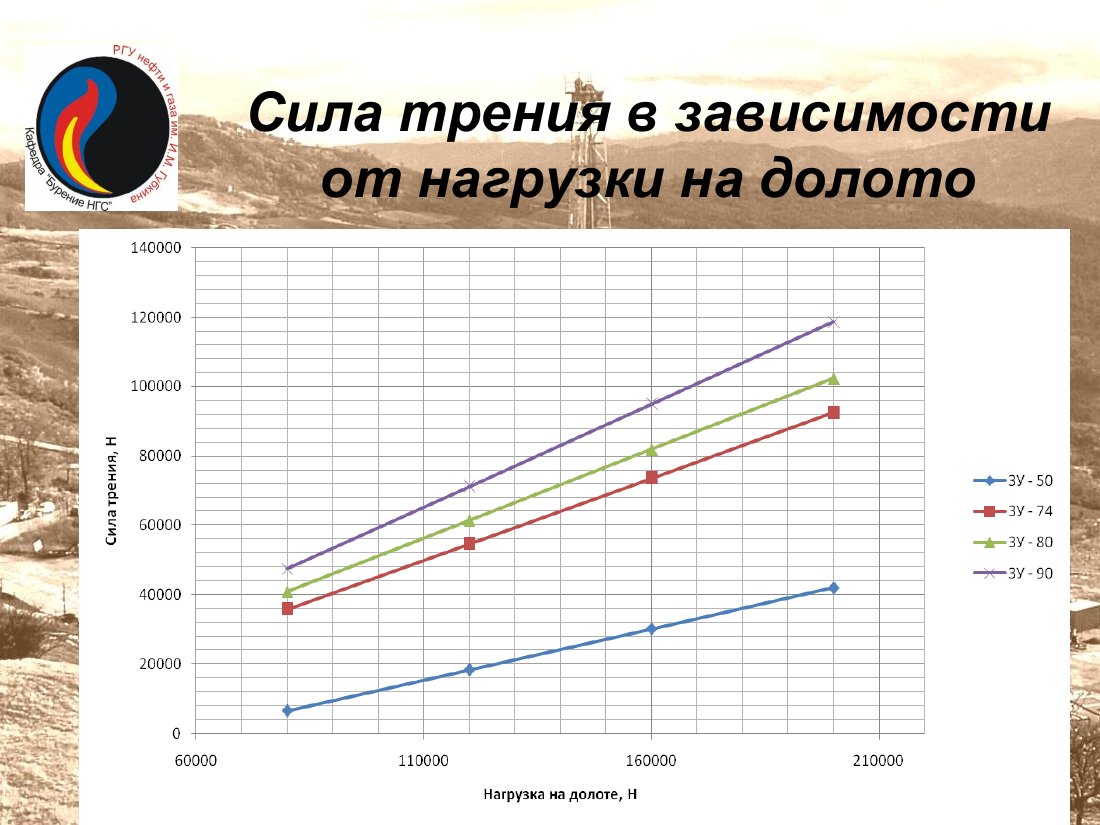 РГУ нефти и газа им. И.М. Губкина
Кафедра "Бурение НГС"
Сила трения в зависимости
от нагрузки на долото
140000
120000
100000
80000
60000
40000
20000
0
Сила трения, Н
60000
110000
160000
210000
Нагрузка на долоте, Н
ЗУ - 50
ЗУ - 74
ЗУ - 80
ЗУ - 90